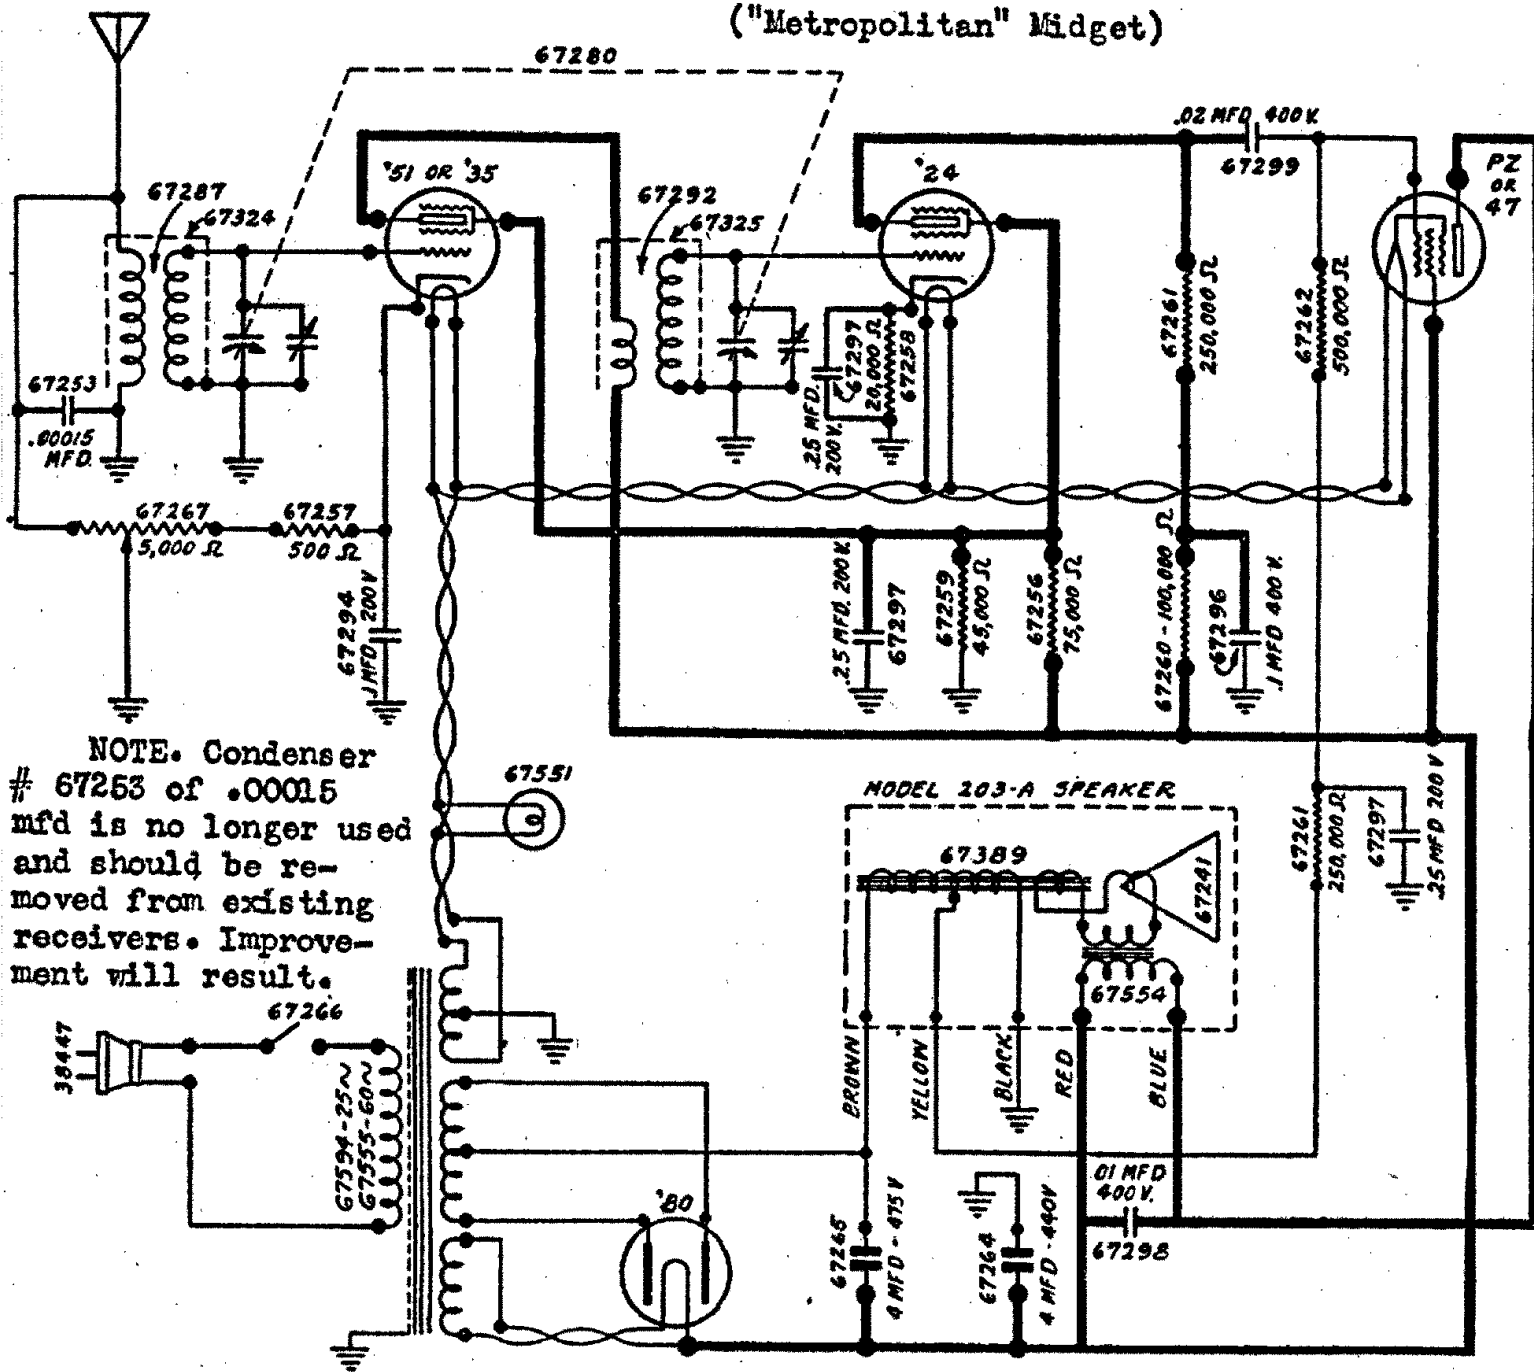 ("Metropolitan" Midget)
67280
.02 MFD 400 V.
67299
'51 OR '35
'24
PZ
OR
47
67287
67324
67292
67325
67261
250,000 Ω
67262
500,000 Ω
67297
20,000 Ω
67258
.25 MFD.
200 V.
67253
.00015
MFD.
67267
5,000 Ω
67257
500 Ω
67294
.1 MFD 200 V
.25 MFD. 200 V.
67297
67259
45,000 Ω
67256
75,000 Ω
67260-100,000 Ω
67296
.1 MFD 400 V.
NOTE. Condenser
# 67253 of .00015
mfd is no longer used
and should be re-
moved from existing
receivers. Improve-
ment will result.
67551
MODEL 203-A SPEAKER
67389
67241
67554
67261
250,000 Ω
67297
.25 MFD 200 V
67266
38447
67594-25~
67555-60~
BROWN
YELLOW
BLACK
RED
BLUE
'80
67265
4 MFD - 475 V
67264
4 MFD - 440V
.01 MFD
400 V.
67298